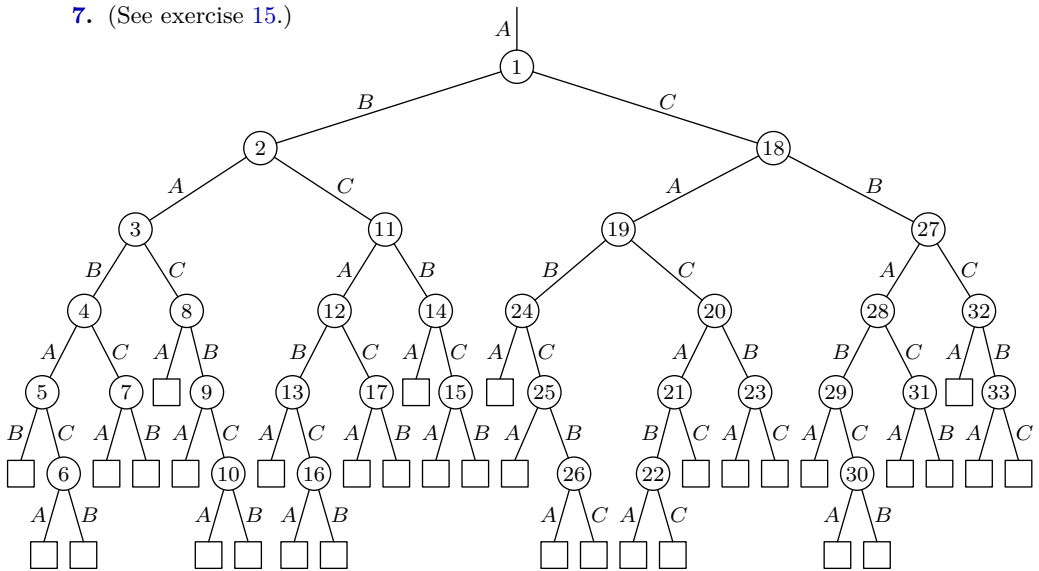 7. (See exercise 15.)
A
1
B C
2 18
A C A B
3 11 19 27
B C A B B C A C
4 8 12 14 24 20 28 32
A C A B B C A C A C A B B C A B
5 7 9 13 17 15 25 21 23 29 31 33
B C A B A C A C A B A B A B B C A C A C A B A C
6 10 16 26 22 30
A B A B A B A C A C A B